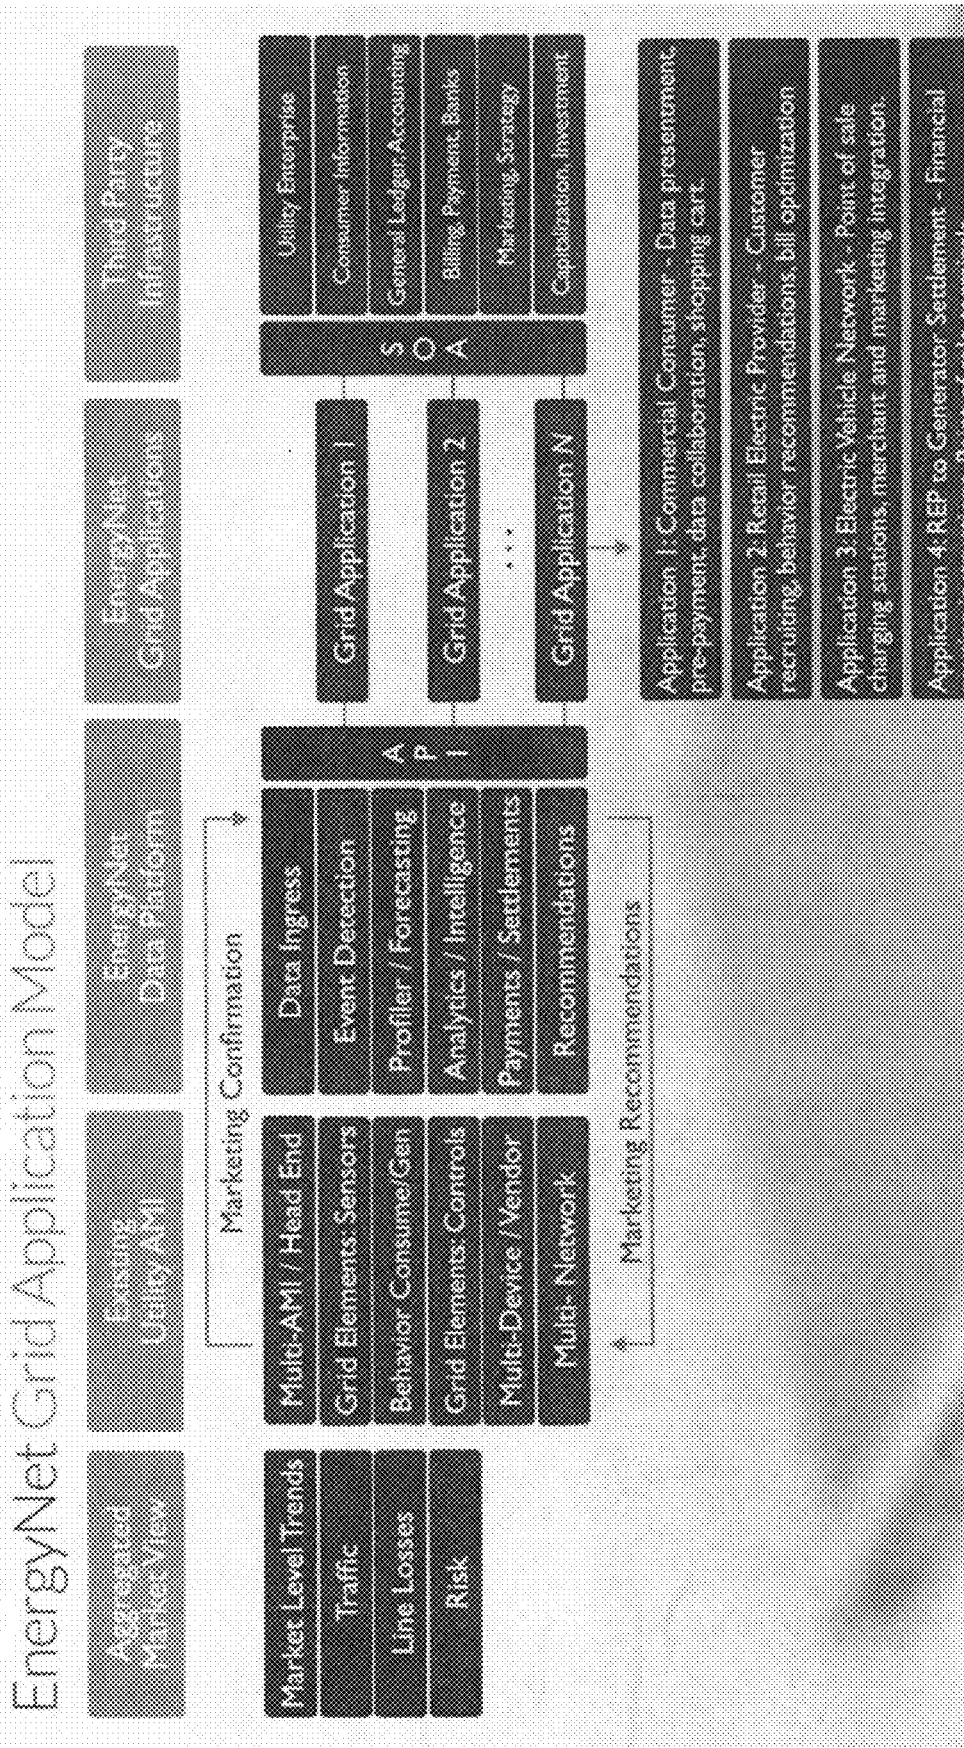 EnergyNet Grid Application Model
Aggregated
Market View
Existing
Utility AMI
EnergyNet
Data Platform
EnergyNet
Grid Applications
Third Party
Infrastructure
Marketing Confirmation
Market Level Trends
Traffic
Line Losses
Risk
Multi-AMI / Head End
Grid Elements Sensors
Behavior Consume/Gen
Grid Elements Controls
Multi-Device / Vendor
Multi- Network
Data Ingress
Event Detection
Profiler / Forecasting
Analytics / Intelligence
Payments / Settlements
Recommendations
A
P
I
Grid Application 1
Grid Application 2
...
Grid Application N
S
O
A
Utility Enterprise
Consumer Information
General Ledger, Accounting
Billing, Payment, Banks
Marketing, Strategy
Capitalization, Investment
Marketing Recommendations
Application 1: Commercial Consumer - Data presentment,
pre-payment, data collaboration, shopping cart.
Application 2: Retail Electric Provider - Customer
recruiting, behavior recommendations, bill optimization
Application 3: Electric Vehicle Network - Point of sale
charging stations, merchant and marketing integration.
Application 4: REP to Generator Settlement - Financial